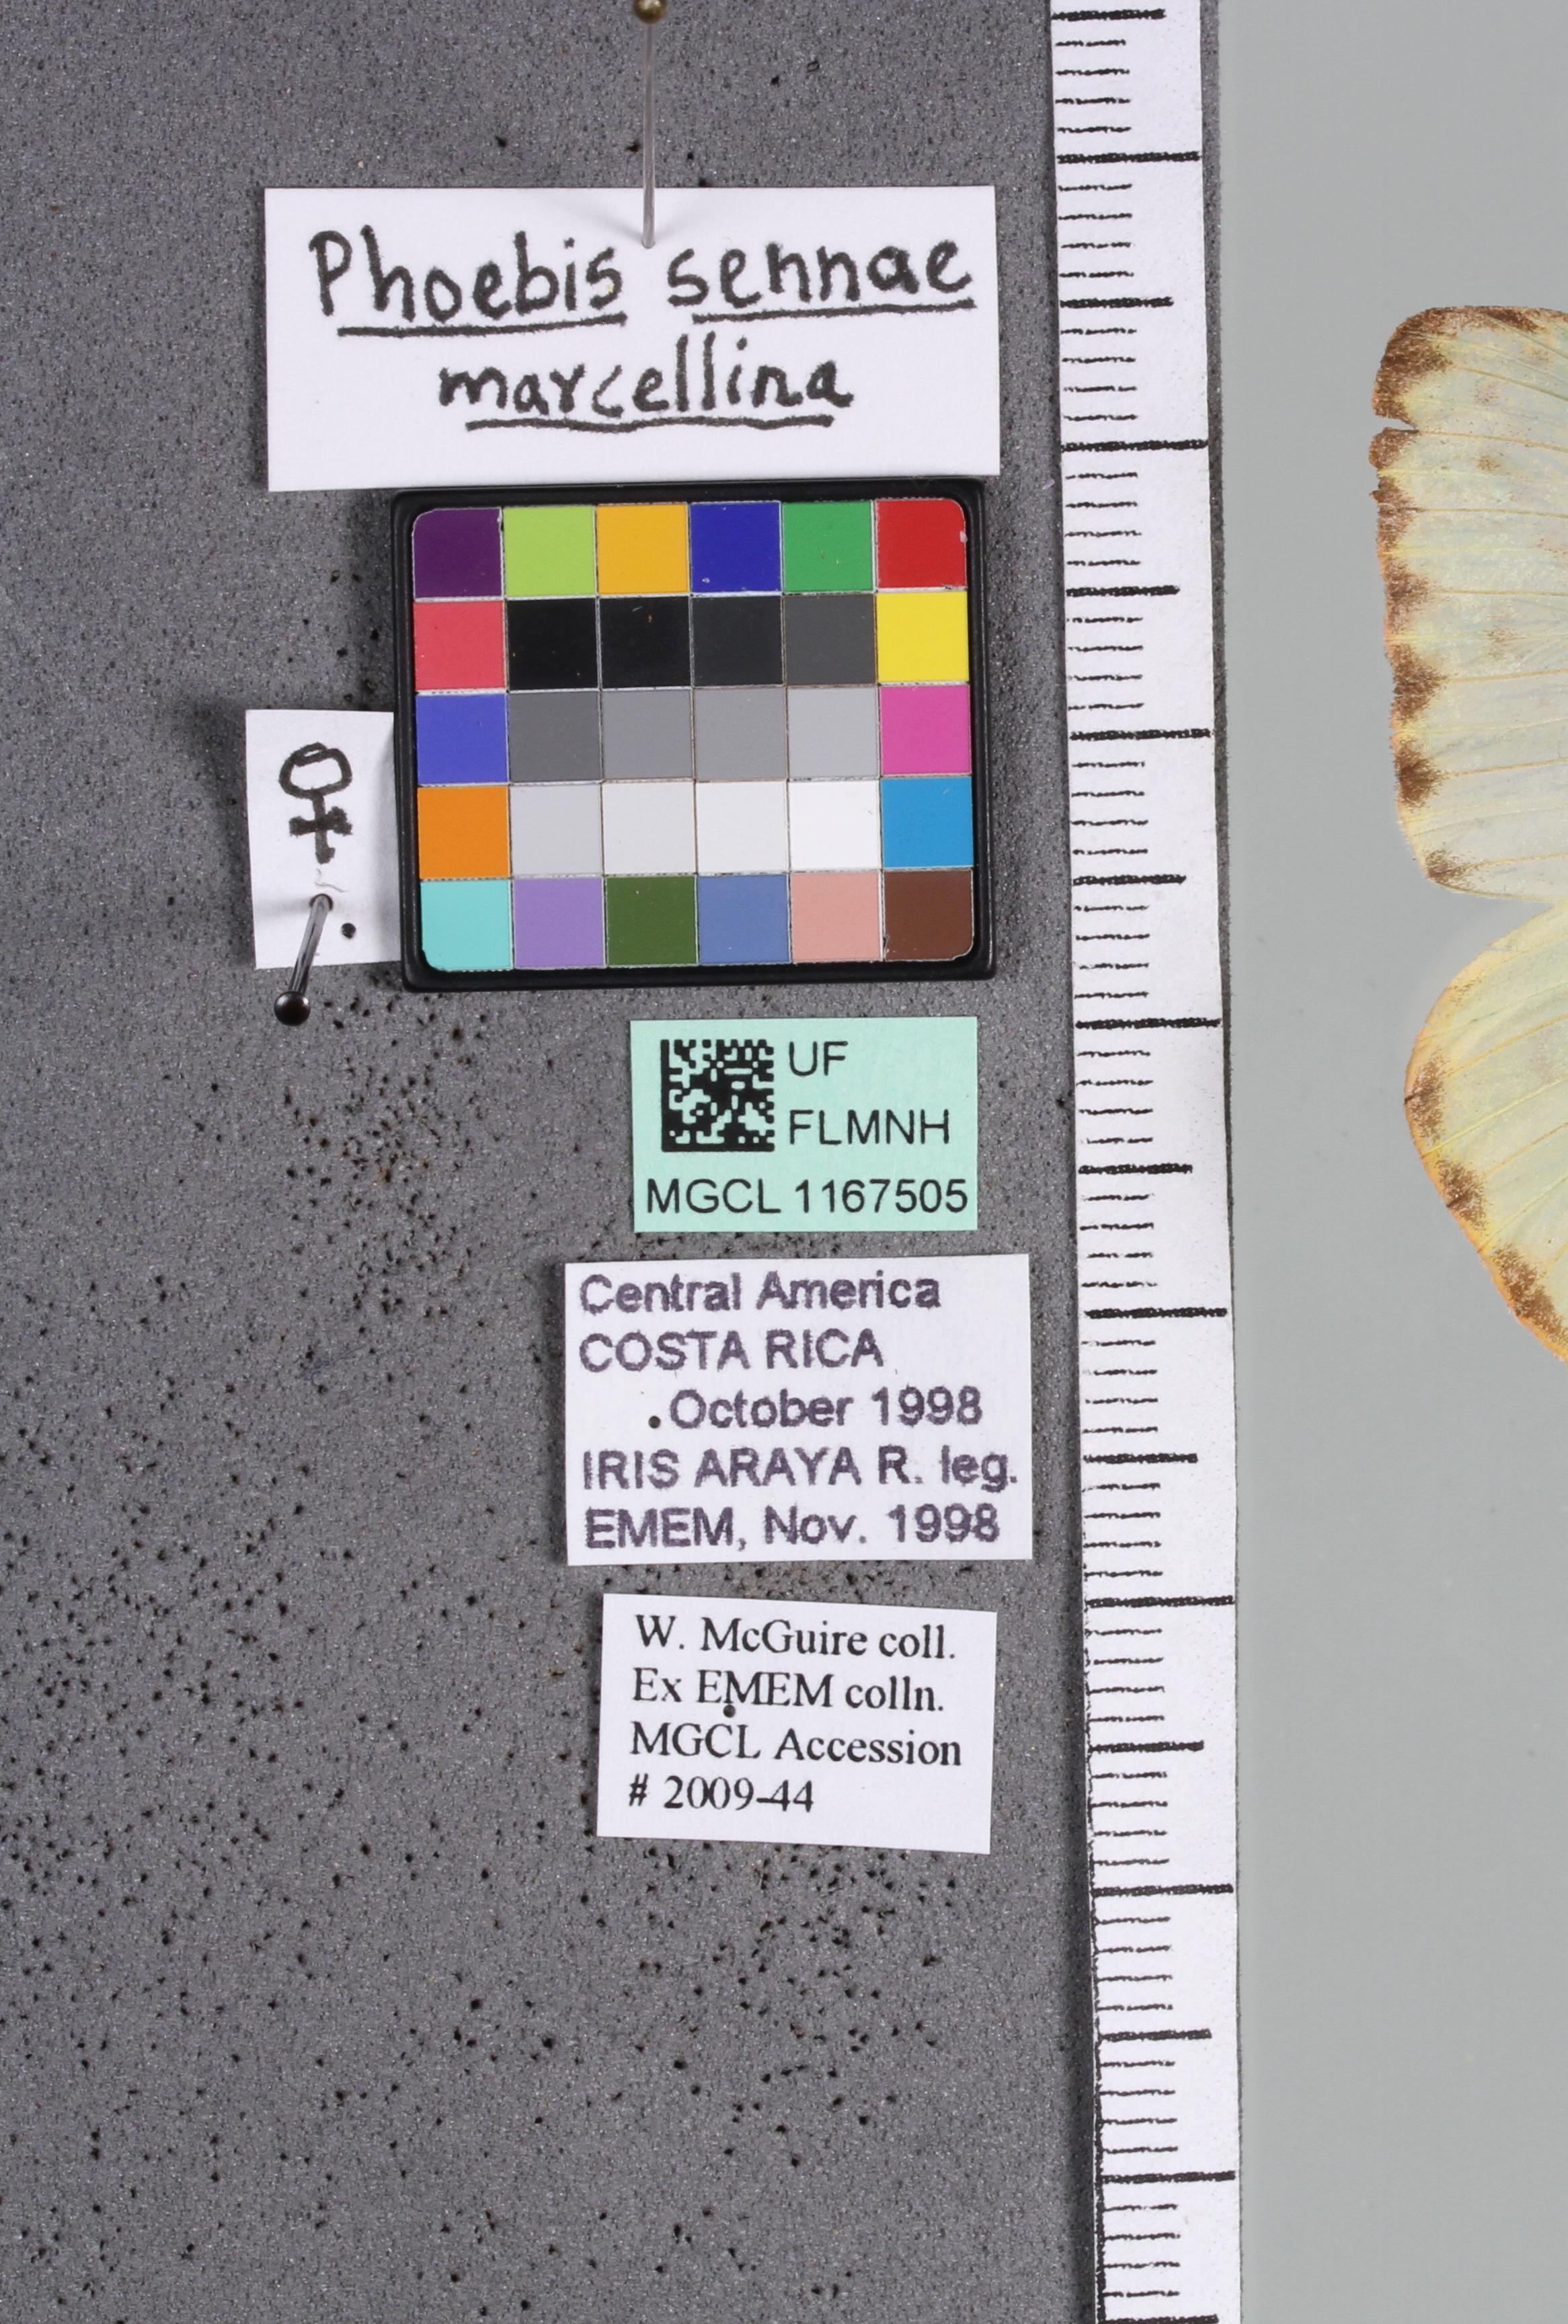 Phoebis sennae
marcellina
♀
UF
FLMNH
MGCL 1167505
Central America
COSTA RICA
October 1998
IRIS ARAYA R. leg.
EMEM, Nov. 1998
W. McGuire coll.
Ex EMEM colln.
MGCL Accession
# 2009-44